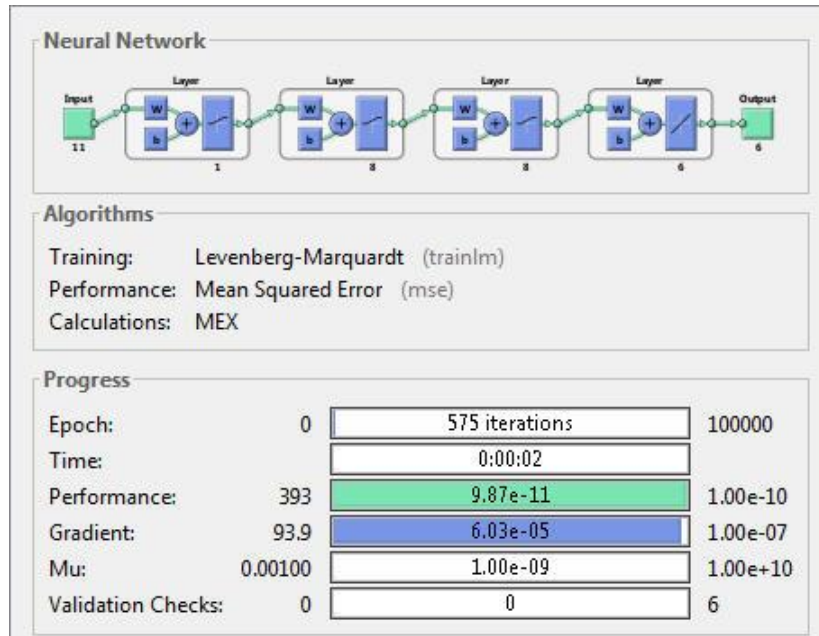 Neural Network
Layer Layer Layer Layer
Input Output
W W W W
+ + + +
b b b b
11 6
1 8 8 6
Algorithms
Training: Levenberg-Marquardt (trainlm)
Performance: Mean Squared Error (mse)
Calculations: MEX
Progress
Epoch: 0 575 iterations 100000
Time: 0:00:02
Performance: 393 9.87e-11 1.00e-10
Gradient: 93.9 6.03e-05 1.00e-07
Mu: 0.00100 1.00e-09 1.00e+10
Validation Checks: 0 0 6